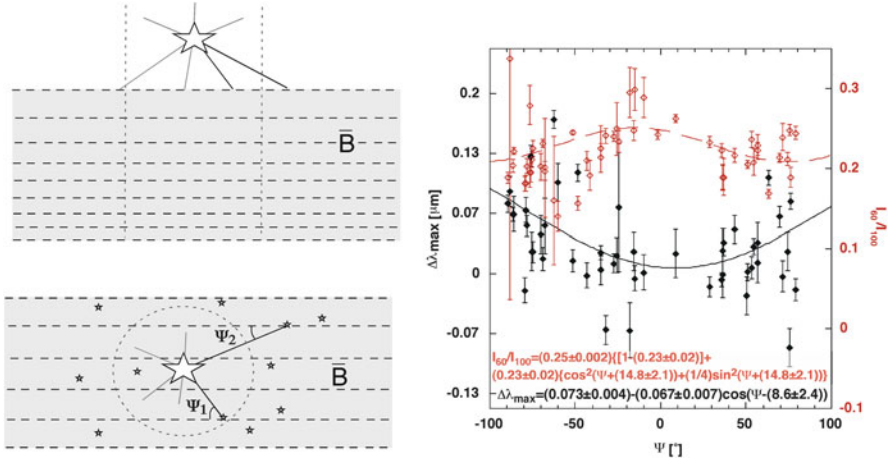 B̅
Ψ₂
Ψ₁
B̅
Δλmax [μm]
0.2
0.13
0.07
0
-0.07
-0.13
0.3
0.2
0.1
0
-0.1
I₆₀/I₁₀₀
I₆₀/I₁₀₀=(0.25±0.002){[1-(0.23±0.02)]+
(0.23±0.02){cos²(Ψ+(14.8±2.1))+(1/4)sin²(Ψ+(14.8±2.1))}}
Δλmax=(0.073±0.004)-(0.067±0.007)cos(Ψ-(8.6±2.4))
-100 -50 0 50 100
Ψ [°]